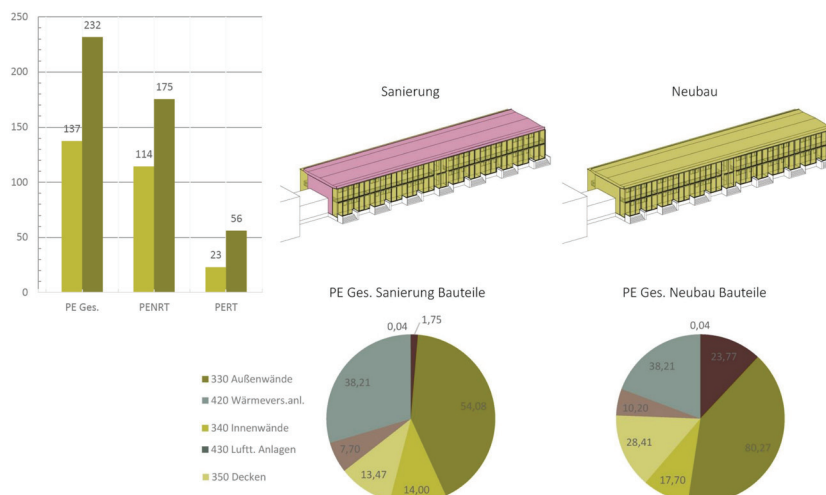 250
232
200
175
150
137
114
100
56
50
23
0
PE Ges.
PENRT
PERT
Sanierung
Neubau
PE Ges. Sanierung Bauteile
PE Ges. Neubau Bauteile
0,04
1,75
38,21
54,08
7,70
13,47
14,00
0,04
23,77
38,21
10,20
28,41
17,70
80,27
330 Außenwände
420 Wärmevers.anl.
340 Innenwände
430 Luftt. Anlagen
350 Decken